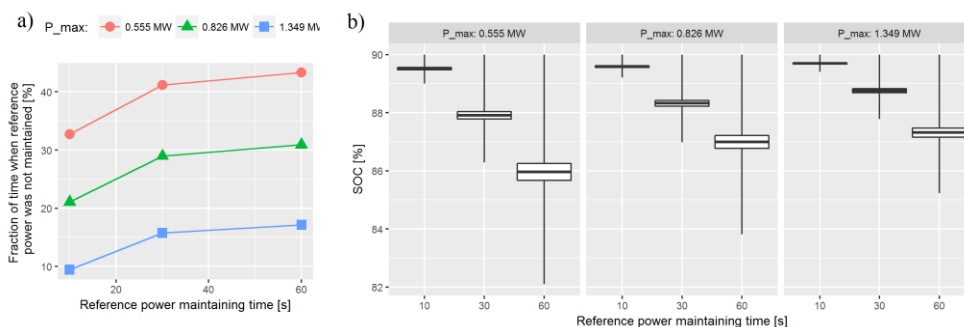 a)
P_max: 0.555 MW 0.826 MW 1.349 MW
Fraction of time when reference
power was not maintained [%]
40
30
20
10
20 40 60
Reference power maintaining time [s]
b)
P_max: 0.555 MW P_max: 0.826 MW P_max: 1.349 MW
SOC [%]
90
88
86
84
82
10 30 60 10 30 60 10 30 60
Reference power maintaining time [s]